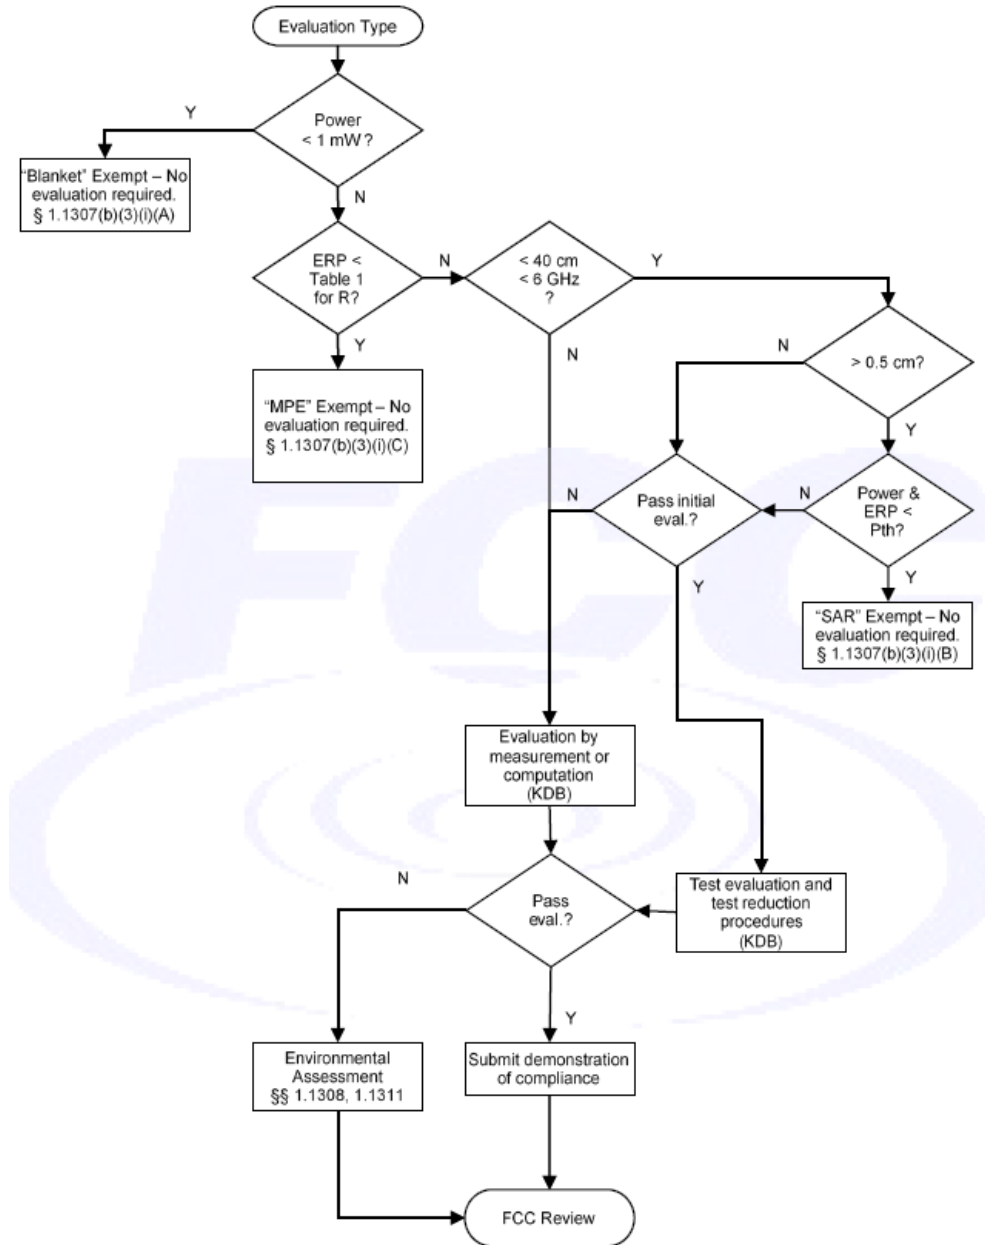 Evaluation Type
Power
< 1 mW?
Y
N
“Blanket” Exempt – No
evaluation required.
§ 1.1307(b)(3)(i)(A)
ERP <
Table 1
for R?
N
Y
< 40 cm
< 6 GHz
?
Y
N
“MPE” Exempt – No
evaluation required.
§ 1.1307(b)(3)(i)(C)
> 0.5 cm?
N
Y
Pass initial
eval.?
N
Y
Power &
ERP <
Pth?
N
Y
“SAR” Exempt – No
evaluation required.
§ 1.1307(b)(3)(i)(B)
FCC
Evaluation by
measurement or
computation
(KDB)
Test evaluation and
test reduction
procedures
(KDB)
Pass
eval.?
N
Y
Environmental
Assessment
§§ 1.1308, 1.1311
Submit demonstration
of compliance
FCC Review